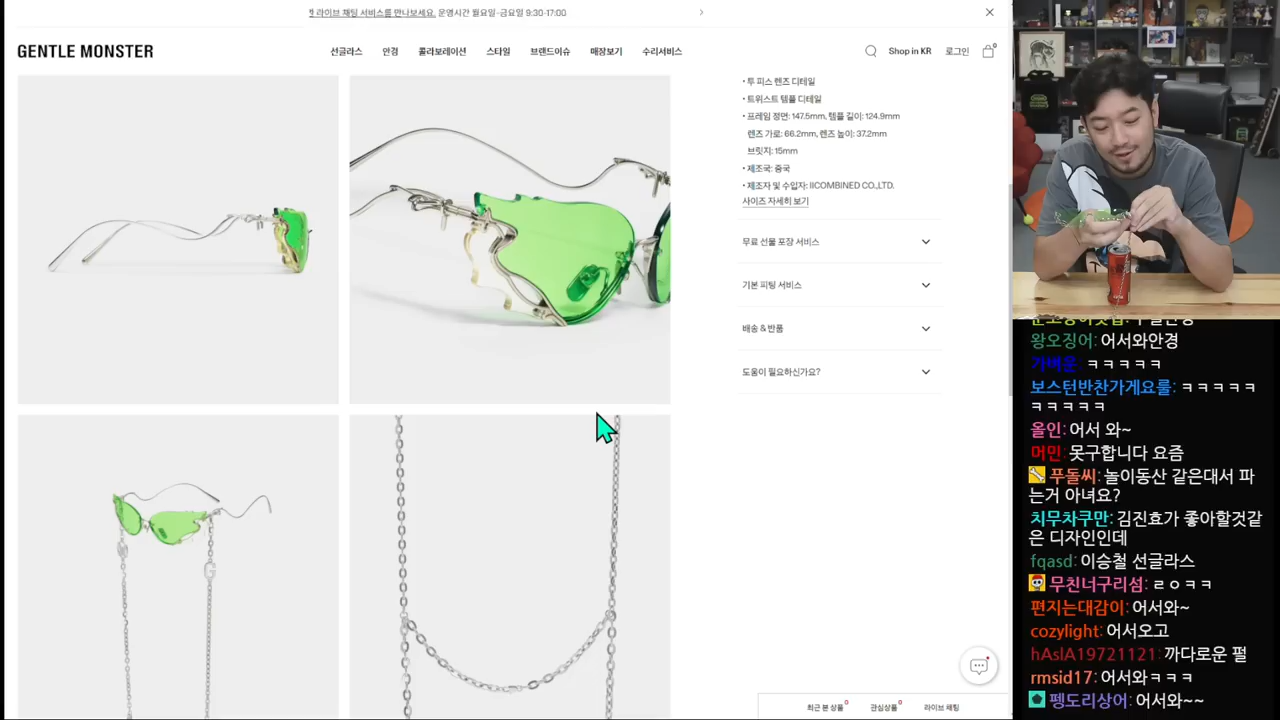 라이브 채팅 서비스를 만나보세요. 운영시간 월요일-금요일 9:30-17:00
GENTLE MONSTER
선글라스 안경 콜라보레이션 스타일 브랜드이슈 매장보기 수리서비스
Shop in KR 로그인 0
• 투 피스 렌즈 디테일
• 트위스트 템플 디테일
• 프레임 정면: 147.5mm, 템플 길이: 124.9mm
렌즈 가로: 66.2mm, 렌즈 높이: 37.2mm
브릿지: 15mm
• 제조국: 중국
• 제조자 및 수입자: IICOMBINED CO.,LTD.
사이즈 자세히 보기
무료 선물 포장 서비스
기본 피팅 서비스
배송 & 반품
도움이 필요하신가요?
최근 본 상품0 관심상품0 라이브 채팅
왕오징어: 어서와안경
가벼운: ㅋㅋㅋㅋㅋ
보스턴반찬가게요룰: ㅋㅋㅋㅋㅋ
ㅋㅋㅋㅋㅋ
올인: 어서 와~
머민: 못구합니다 요즘
푸돌씨: 놀이동산 같은대서 파
는거 아녀요?
치무차쿠만: 김진효가 좋아할것같
은 디자인인데
fqasd: 이승철 선글라스
무친너구리섬: ㄹㅇㅋㅋ
편지는대감이: 어서와~
cozylight: 어서오고
hAslA19721121: 까다로운 펄
rmsid17: 어서와ㅋㅋㅋ
펭도리상어: 어서와~~